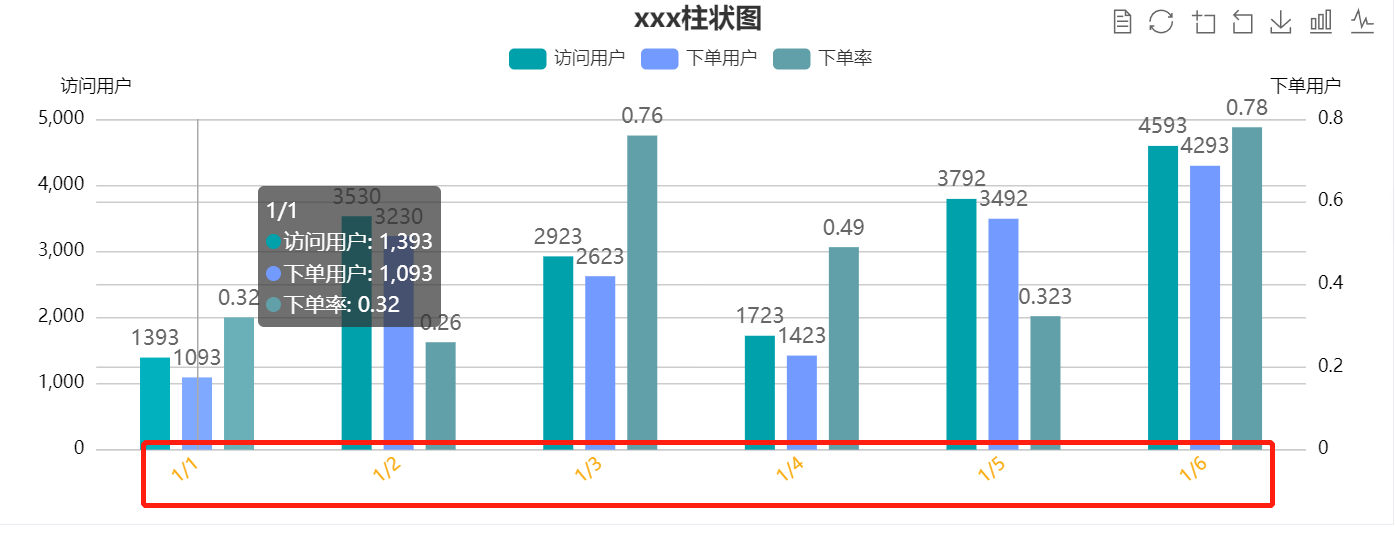 xxx柱状图
访问用户 下单用户 下单率
访问用户 下单用户
5,000 0.8
4,000 0.6
3,000 0.4
2,000 0.2
1,000
0 0
1393 1093 0.32
3530 3230 0.26
2923 2623 0.76
1723 1423 0.49
3792 3492 0.323
4593 4293 0.78
1/1
访问用户: 1,393
下单用户: 1,093
下单率: 0.32
1/1 1/2 1/3 1/4 1/5 1/6